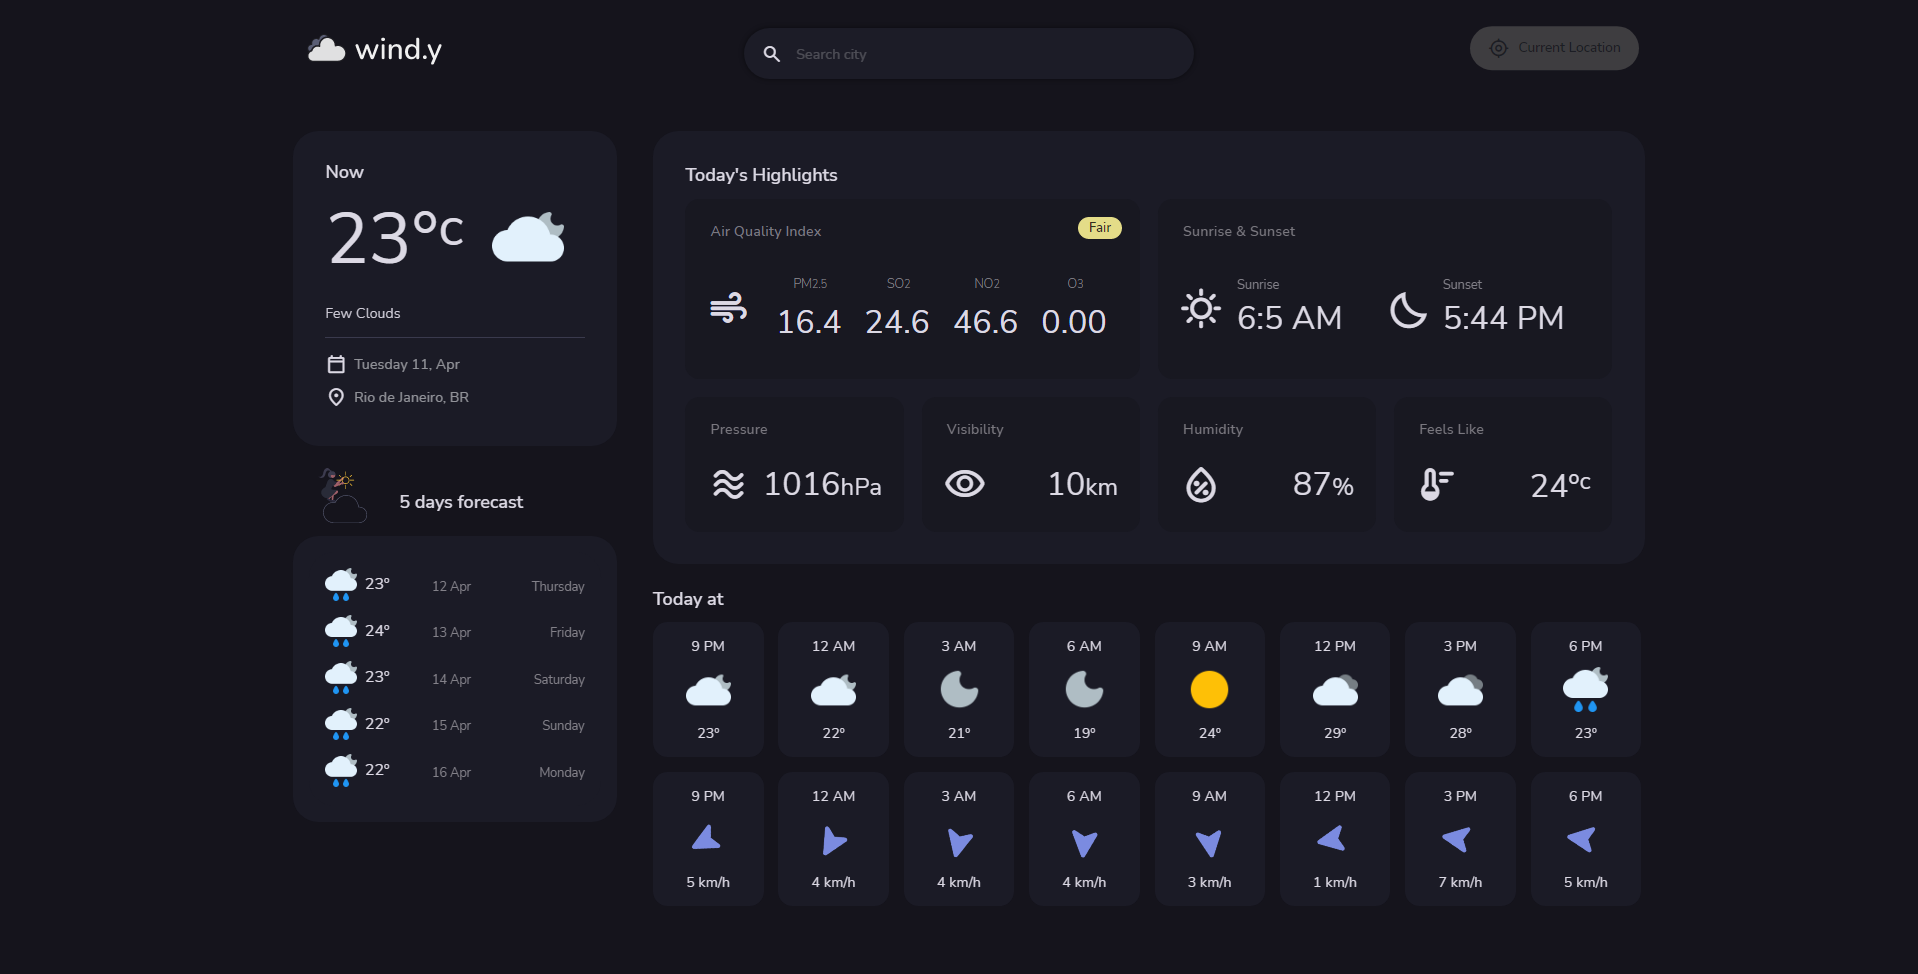 wind.y
Search city
Current Location
Now
23°c
Few Clouds
Tuesday 11, Apr
Rio de Janeiro, BR
5 days forecast
23° 12 Apr Thursday
24° 13 Apr Friday
23° 14 Apr Saturday
22° 15 Apr Sunday
22° 16 Apr Monday
Today's Highlights
Air Quality Index Fair
PM2.5 SO2 NO2 O3
16.4 24.6 46.6 0.00
Sunrise & Sunset
Sunrise Sunset
6:5 AM 5:44 PM
Pressure
1016hPa
Visibility
10km
Humidity
87%
Feels Like
24°c
Today at
9 PM 12 AM 3 AM 6 AM 9 AM 12 PM 3 PM 6 PM
23° 22° 21° 19° 24° 29° 28° 23°
9 PM 12 AM 3 AM 6 AM 9 AM 12 PM 3 PM 6 PM
5 km/h 4 km/h 4 km/h 4 km/h 3 km/h 1 km/h 7 km/h 5 km/h